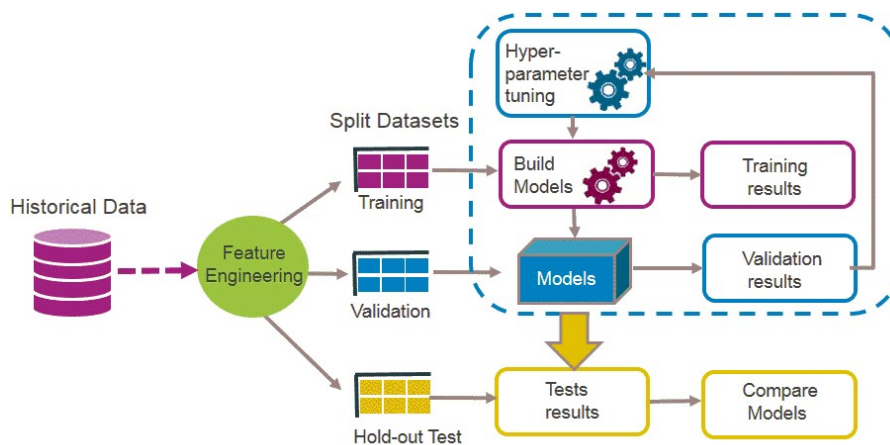 Hyper-
parameter
tuning
Split Datasets
Build
Models
Training
results
Training
Historical Data
Feature
Engineering
Models
Validation
results
Validation
Tests
results
Compare
Models
Hold-out Test